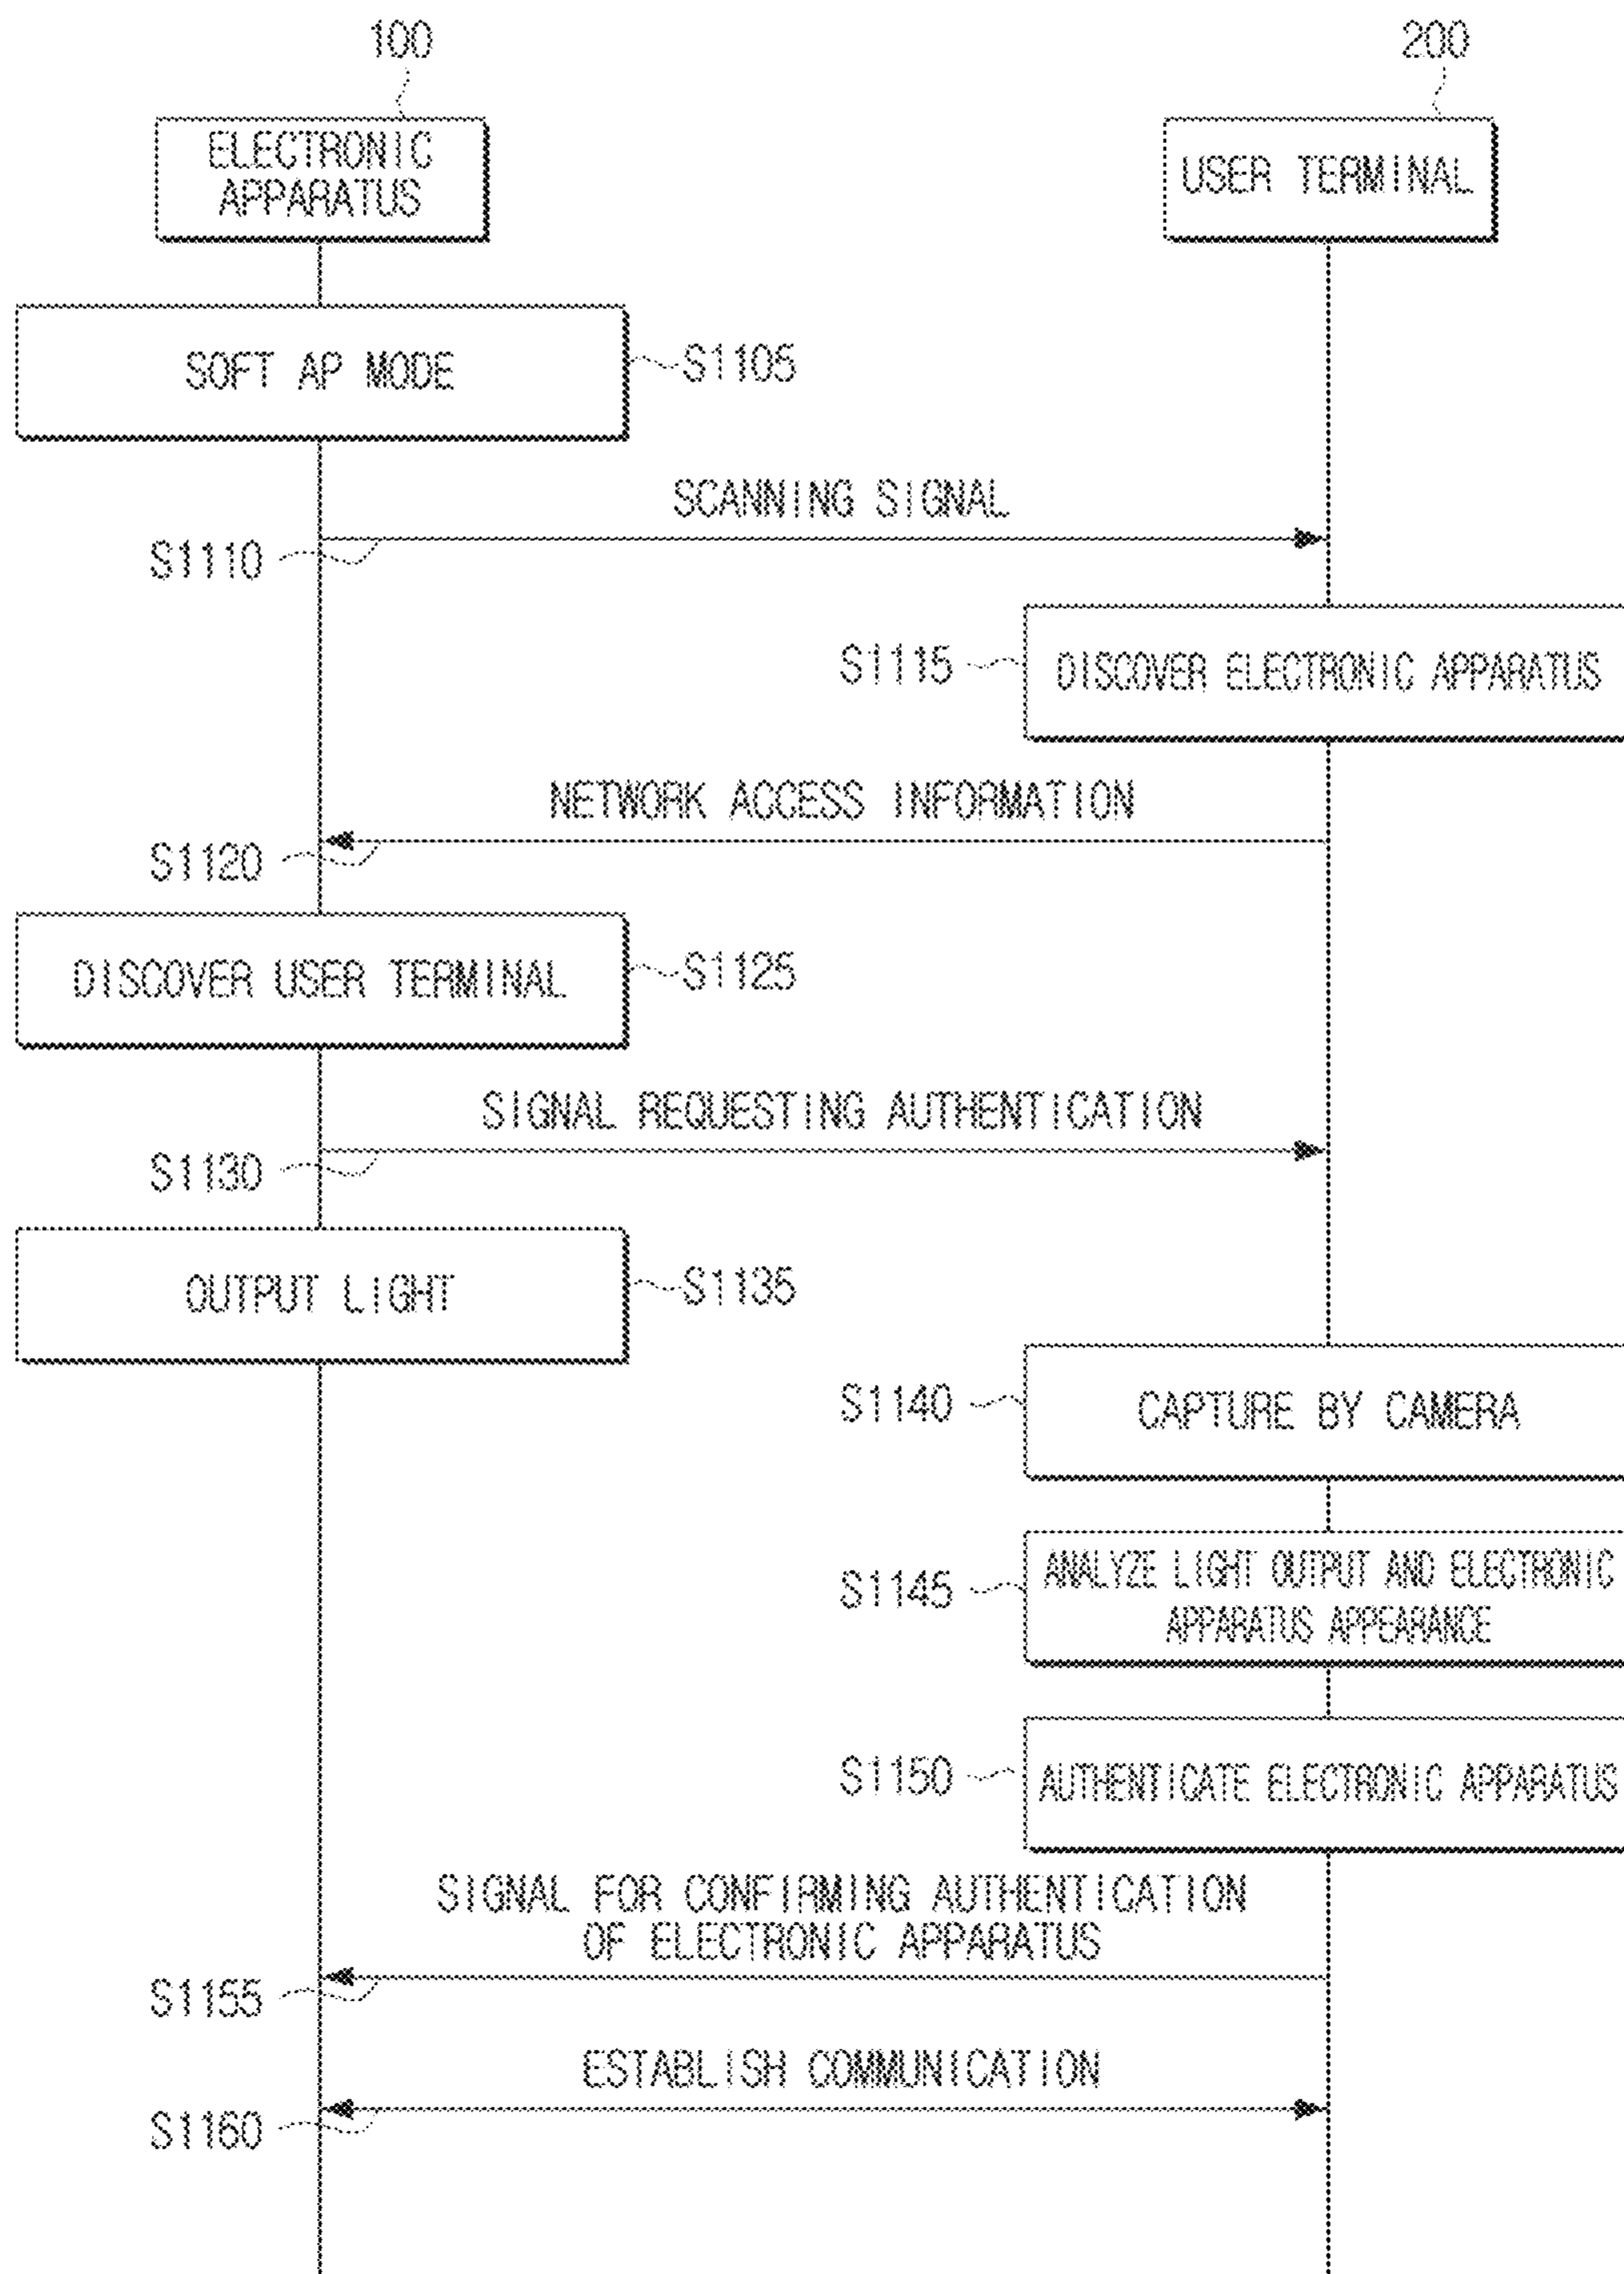 100
200
ELECTRONIC
APPARATUS
USER TERMINAL
SOFT AP MODE
S1105
SCANNING SIGNAL
S1110
S1115
DISCOVER ELECTRONIC APPARATUS
NETWORK ACCESS INFORMATION
S1120
DISCOVER USER TERMINAL
S1125
SIGNAL REQUESTING AUTHENTICATION
S1130
OUTPUT LIGHT
S1135
S1140
CAPTURE BY CAMERA
S1145
ANALYZE LIGHT OUTPUT AND ELECTRONIC
APPARATUS APPEARANCE
S1150
AUTHENTICATE ELECTRONIC APPARATUS
SIGNAL FOR CONFIRMING AUTHENTICATION
OF ELECTRONIC APPARATUS
S1155
ESTABLISH COMMUNICATION
S1160